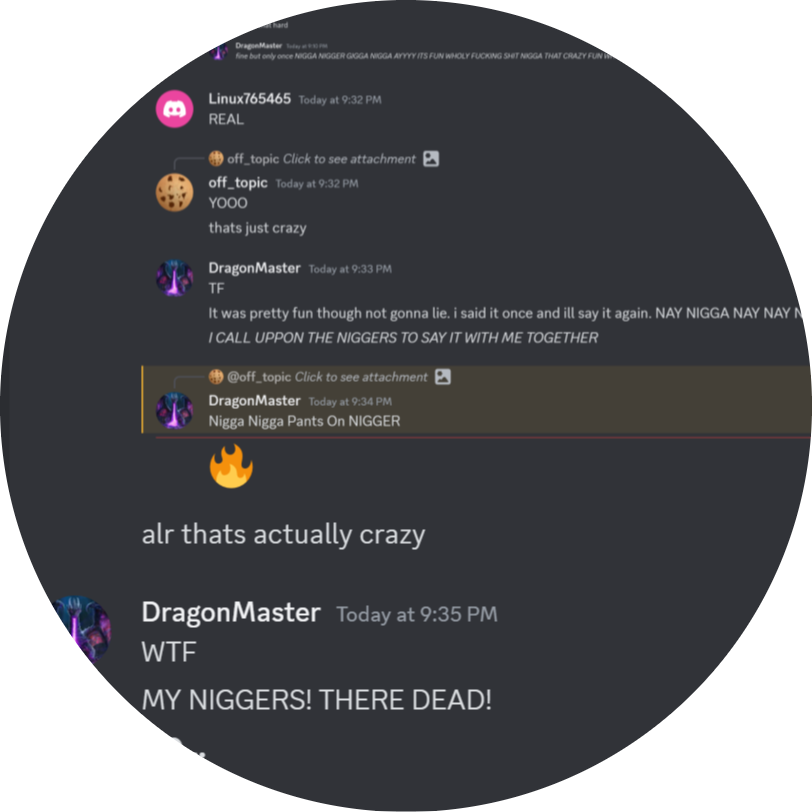 hard
DragonMaster Today at 9:10 PM
fine but only once NIGGA NIGGER GIGGA NIGGA AYYYY ITS FUN WHOLY FUCKING SHIT NIGGA THAT CRAZY FUN
Linux765465 Today at 9:32 PM
REAL
off_topic Click to see attachment
off_topic Today at 9:32 PM
YOOO
thats just crazy
DragonMaster Today at 9:33 PM
TF
It was pretty fun though not gonna lie. i said it once and ill say it again. NAY NIGGA NAY NAY N
I CALL UPPON THE NIGGERS TO SAY IT WITH ME TOGETHER
@off_topic Click to see attachment
DragonMaster Today at 9:34 PM
Nigga Nigga Pants On NIGGER
alr thats actually crazy
DragonMaster Today at 9:35 PM
WTF
MY NIGGERS! THERE DEAD!